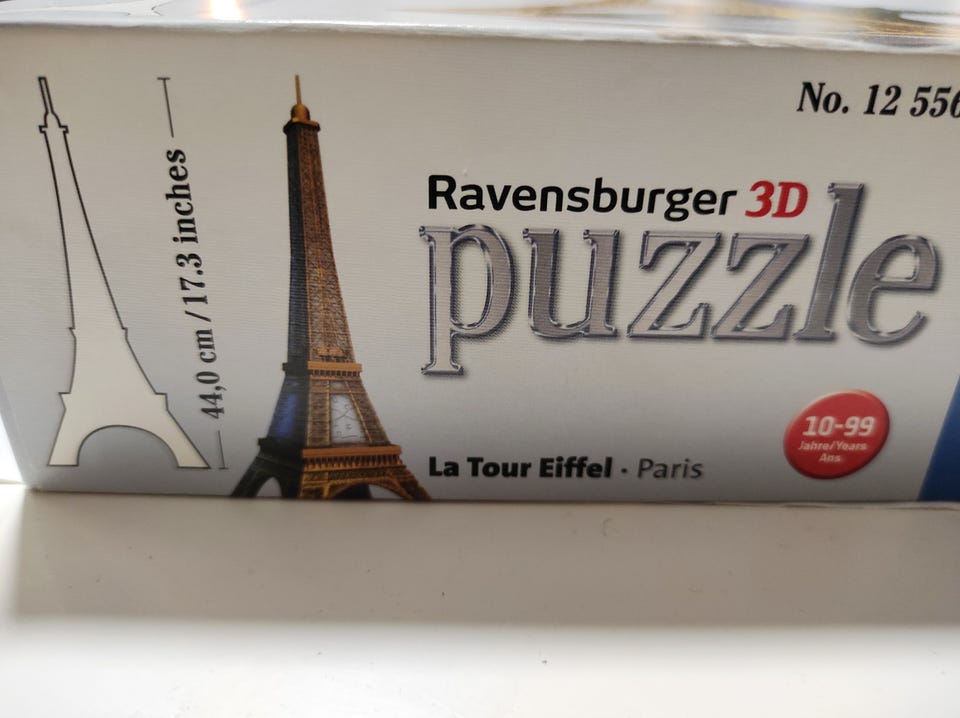 No. 12 556
44,0 cm / 17.3 inches
Ravensburger 3D
puzzle
10-99
Jahre/Years
Ans
La Tour Eiffel · Paris